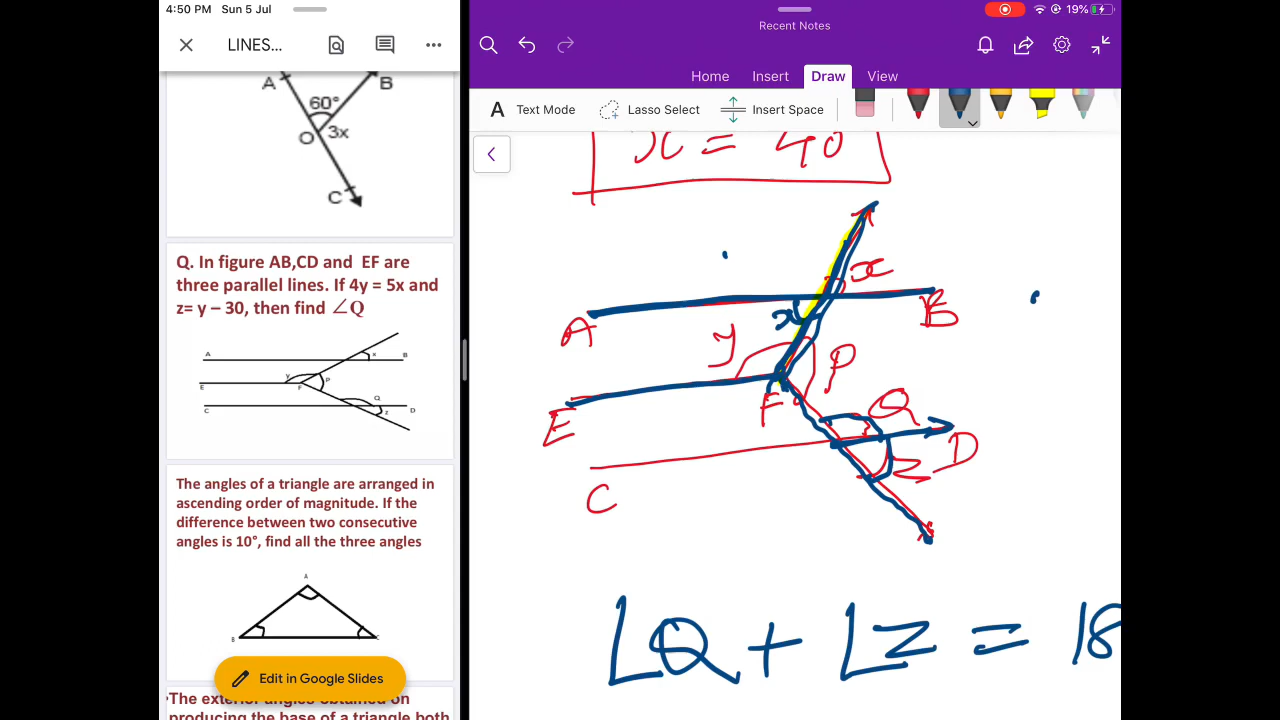 4:50 PM Sun 5 Jul
19%
Recent Notes
LINES...
Home Insert Draw View
A Text Mode Lasso Select Insert Space
A B
60°
O 3x
C
Q. In figure AB,CD and EF are
three parallel lines. If 4y = 5x and
z= y – 30, then find ∠Q
A x B
y P
E F
Q
C z D
The angles of a triangle are arranged in
ascending order of magnitude. If the
difference between two consecutive
angles is 10°, find all the three angles
A
B C
Edit in Google Slides
•The exterior angles obtained on
producing the base of a triangle both
x = 40
x
A B
x
y P
E F
Q
z D
C
∠Q + ∠z = 18